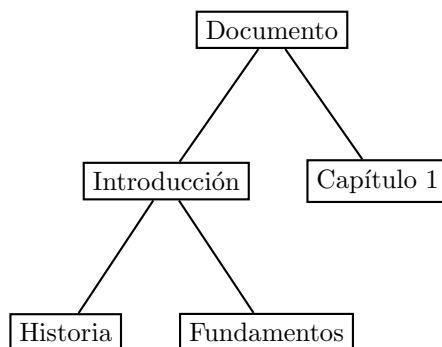 Documento
Introducción
Capítulo 1
Historia
Fundamentos